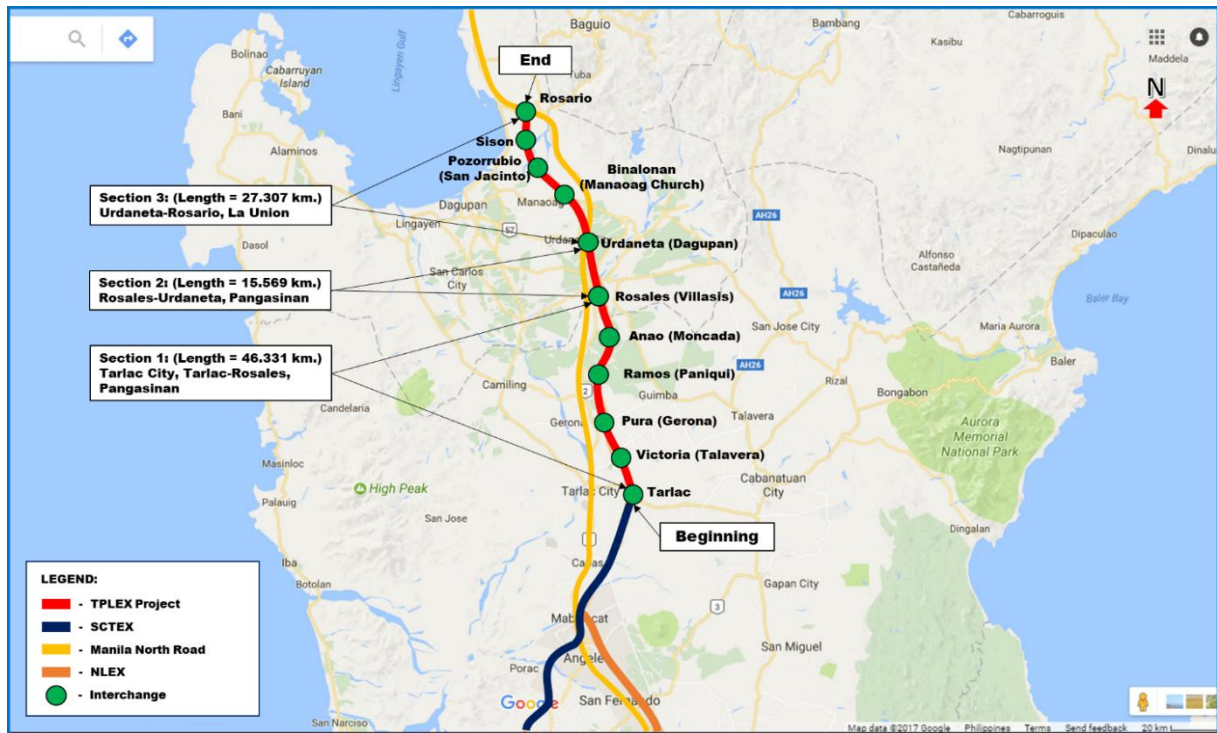 Baguio
Bambang
Cabarroguis
Kasibu
Maddela
N
Bolinao
Cabarruyan
Island
Lingayen Gulf
End
Tuba
Rosario
Bani
Alaminos
Sison
Pozorrubio
(San Jacinto)
Binalonan
(Manaoag Church)
Nagtipunan
Dinalu
Section 3: (Length = 27.307 km.)
Urdaneta-Rosario, La Union
Dagupan
Manaoag
Lingayen
57
AH26
Dipaculao
Dasol
Urdaneta (Dagupan)
Alfonso
Castañeda
San Carlos
City
Section 2: (Length = 15.569 km.)
Rosales-Urdaneta, Pangasinan
Rosales (Villasis)
AH26
Baler Bay
Anao (Moncada)
San Jose City
Maria Aurora
Baler
Section 1: (Length = 46.331 km.)
Tarlac City, Tarlac-Rosales,
Pangasinan
AH26
Ramos (Paniqui)
Camiling
2
Guimba
Rizal
Bongabon
Candelaria
Gerona
Pura (Gerona)
Talavera
Aurora
Memorial
National Park
Masinloc
Victoria (Talavera)
High Peak
Palauig
Tarlac City
Tarlac
Cabanatuan
City
San Jose
Beginning
Dingalan
Iba
Botolan
Capas
Gapan City
3
LEGEND:
- TPLEX Project
- SCTEX
- Manila North Road
- NLEX
- Interchange
Mabalacat
Porac
Angeles
San Miguel
Google
San Fernando
San Narciso
Map data ©2017 Google
Philippines
Terms
Send feedback
20 km